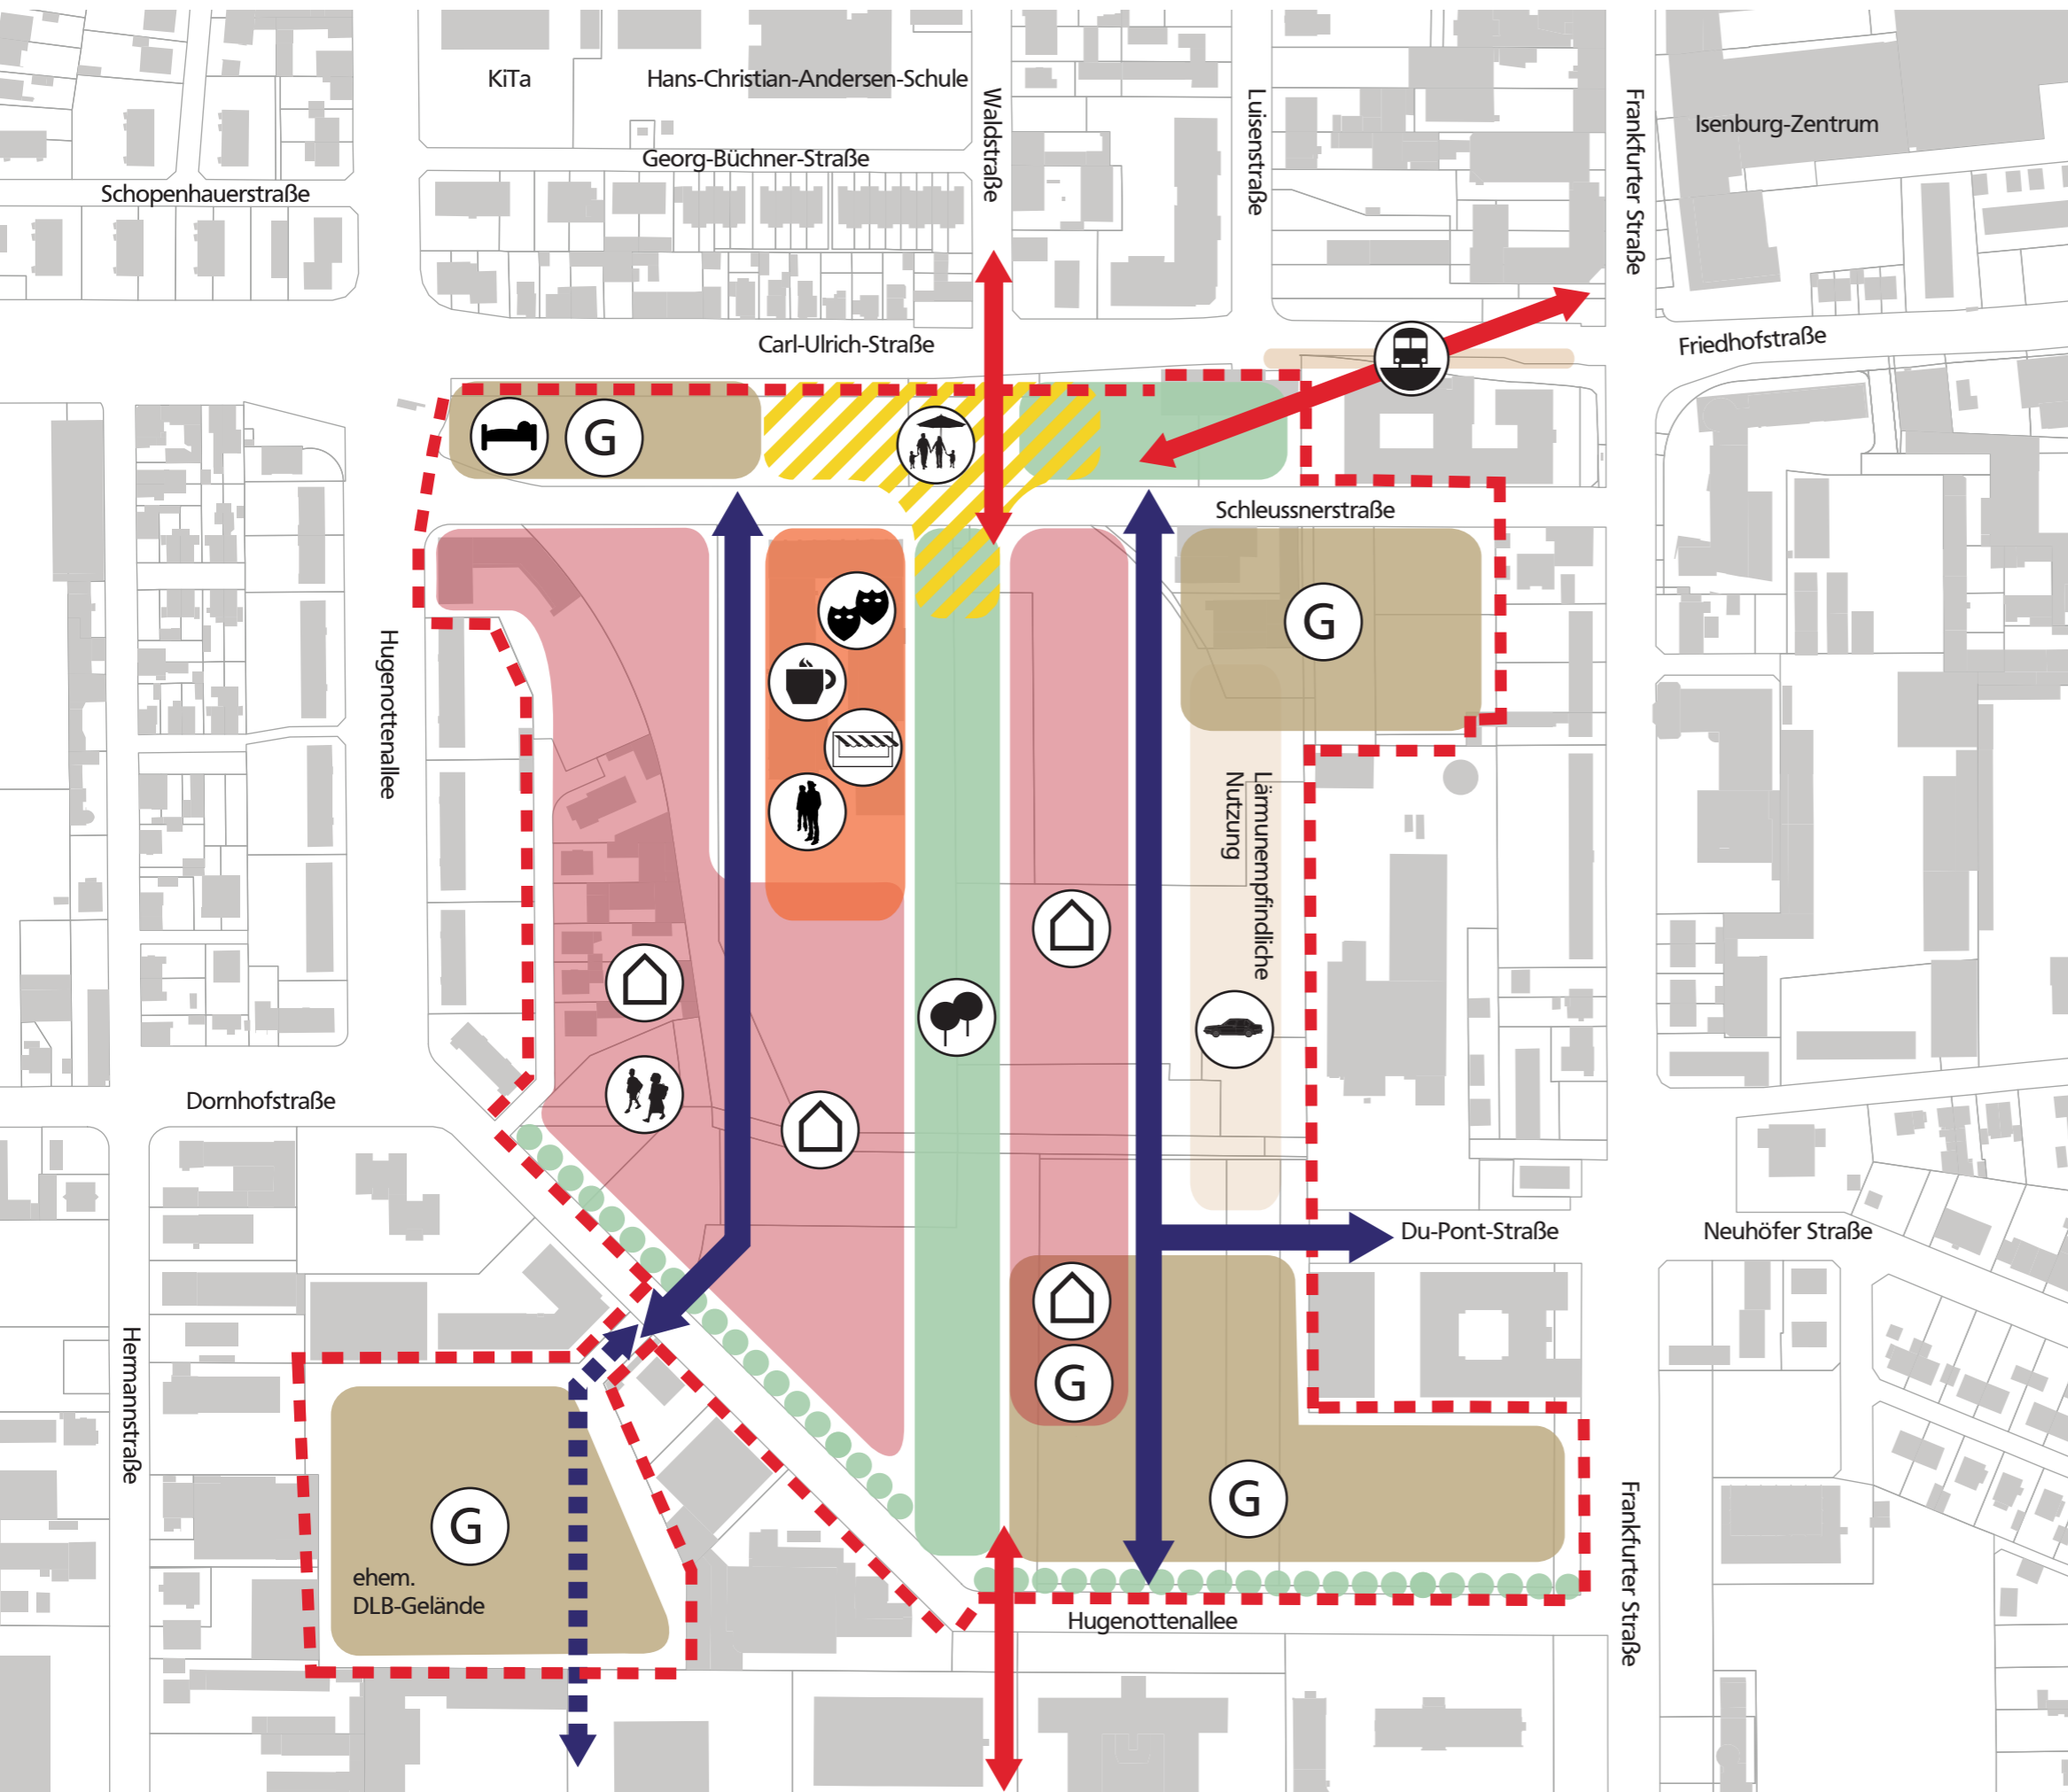 KiTa
Hans-Christian-Andersen-Schule
Waldstraße
Luisenstraße
Frankfurter Straße
Isenburg-Zentrum
Georg-Büchner-Straße
Schopenhauerstraße
Carl-Ulrich-Straße
Friedhofstraße
G
Schleussnerstraße
G
Hugenottenallee
Lärmunempfindliche
Nutzung
Dornhofstraße
Du-Pont-Straße
Neuhöfer Straße
Hermannstraße
G
G
G
Frankfurter Straße
ehem.
DLB-Gelände
Hugenottenallee